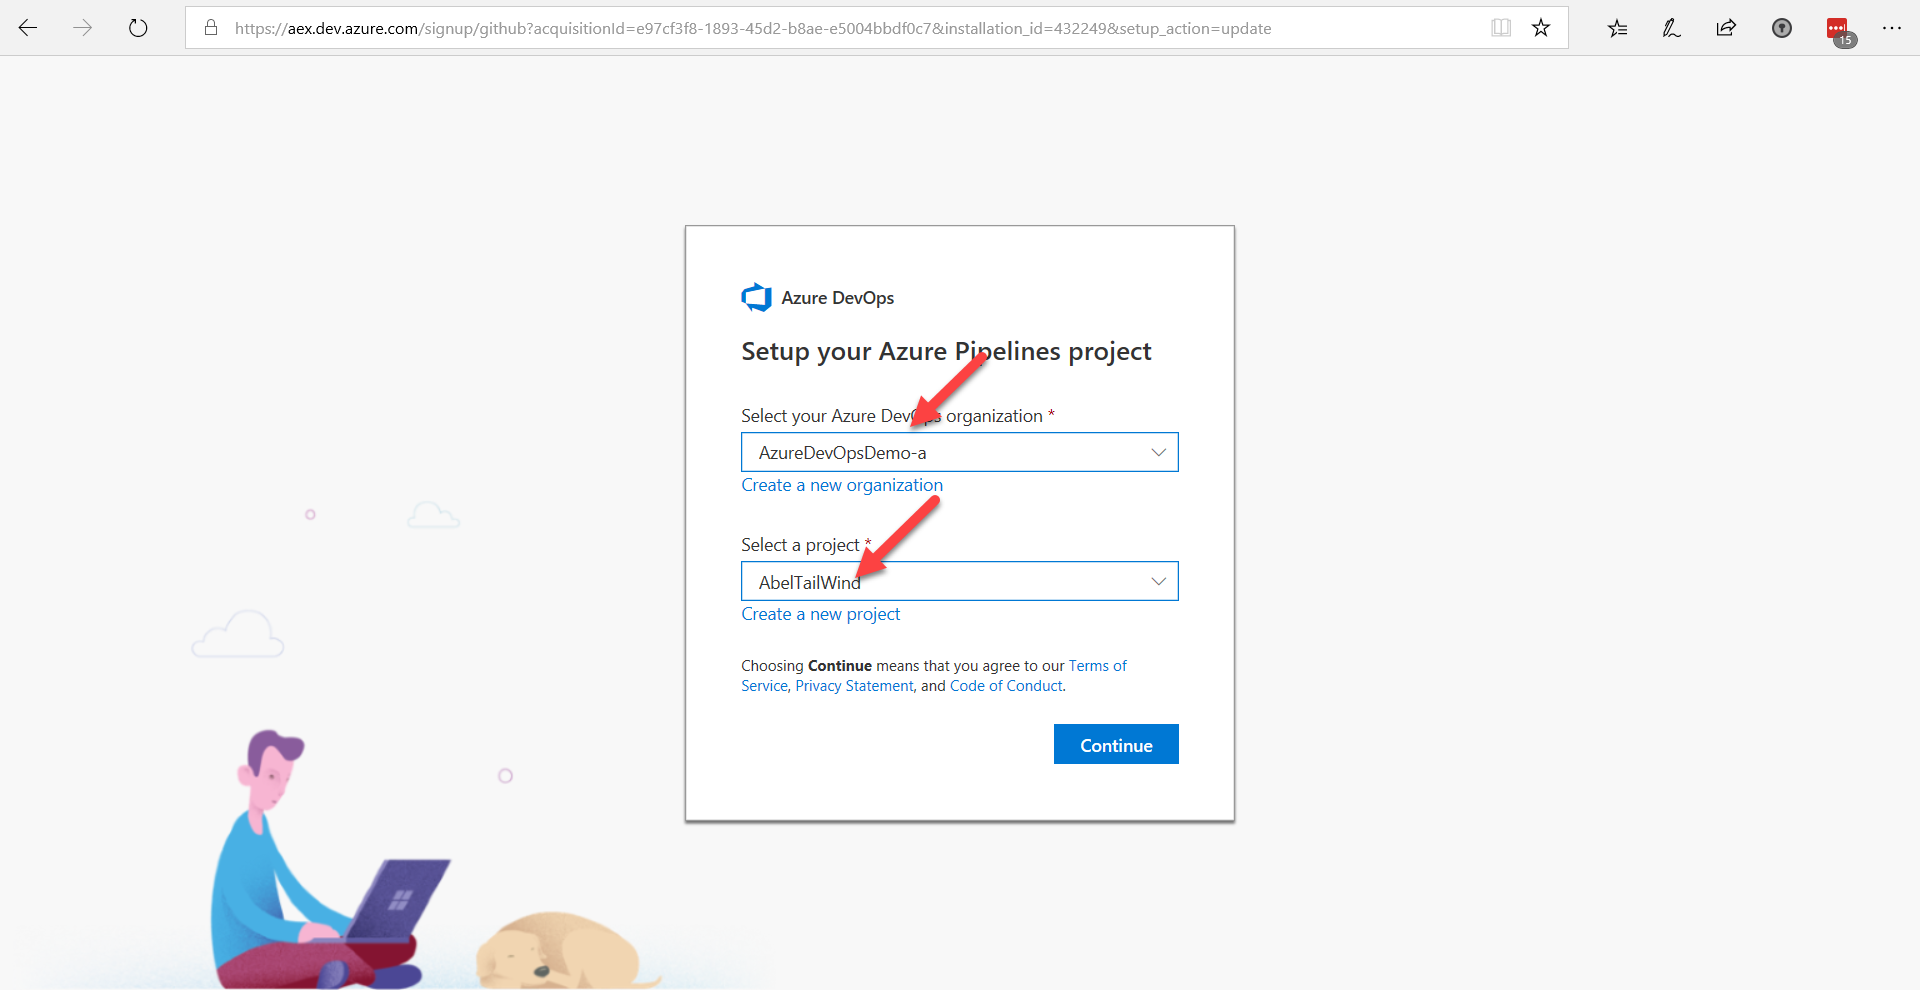 https://aex.dev.azure.com/signup/github?acquisitionId=e97cf3f8-1893-45d2-b8ae-e5004bbdf0c7&installation_id=432249&setup_action=update
15
Azure DevOps
Setup your Azure Pipelines project
Select your Azure DevOps organization *
AzureDevOpsDemo-a
Create a new organization
Select a project *
AbelTailWind
Create a new project
Choosing Continue means that you agree to our Terms of
Service, Privacy Statement, and Code of Conduct.
Continue